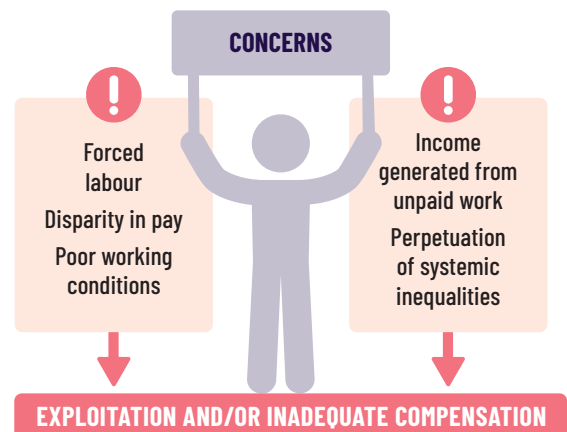 CONCERNS
Forced
labour
Disparity in pay
Poor working
conditions
Income
generated from
unpaid work
Perpetuation
of systemic
inequalities
EXPLOITATION AND/OR INADEQUATE COMPENSATION